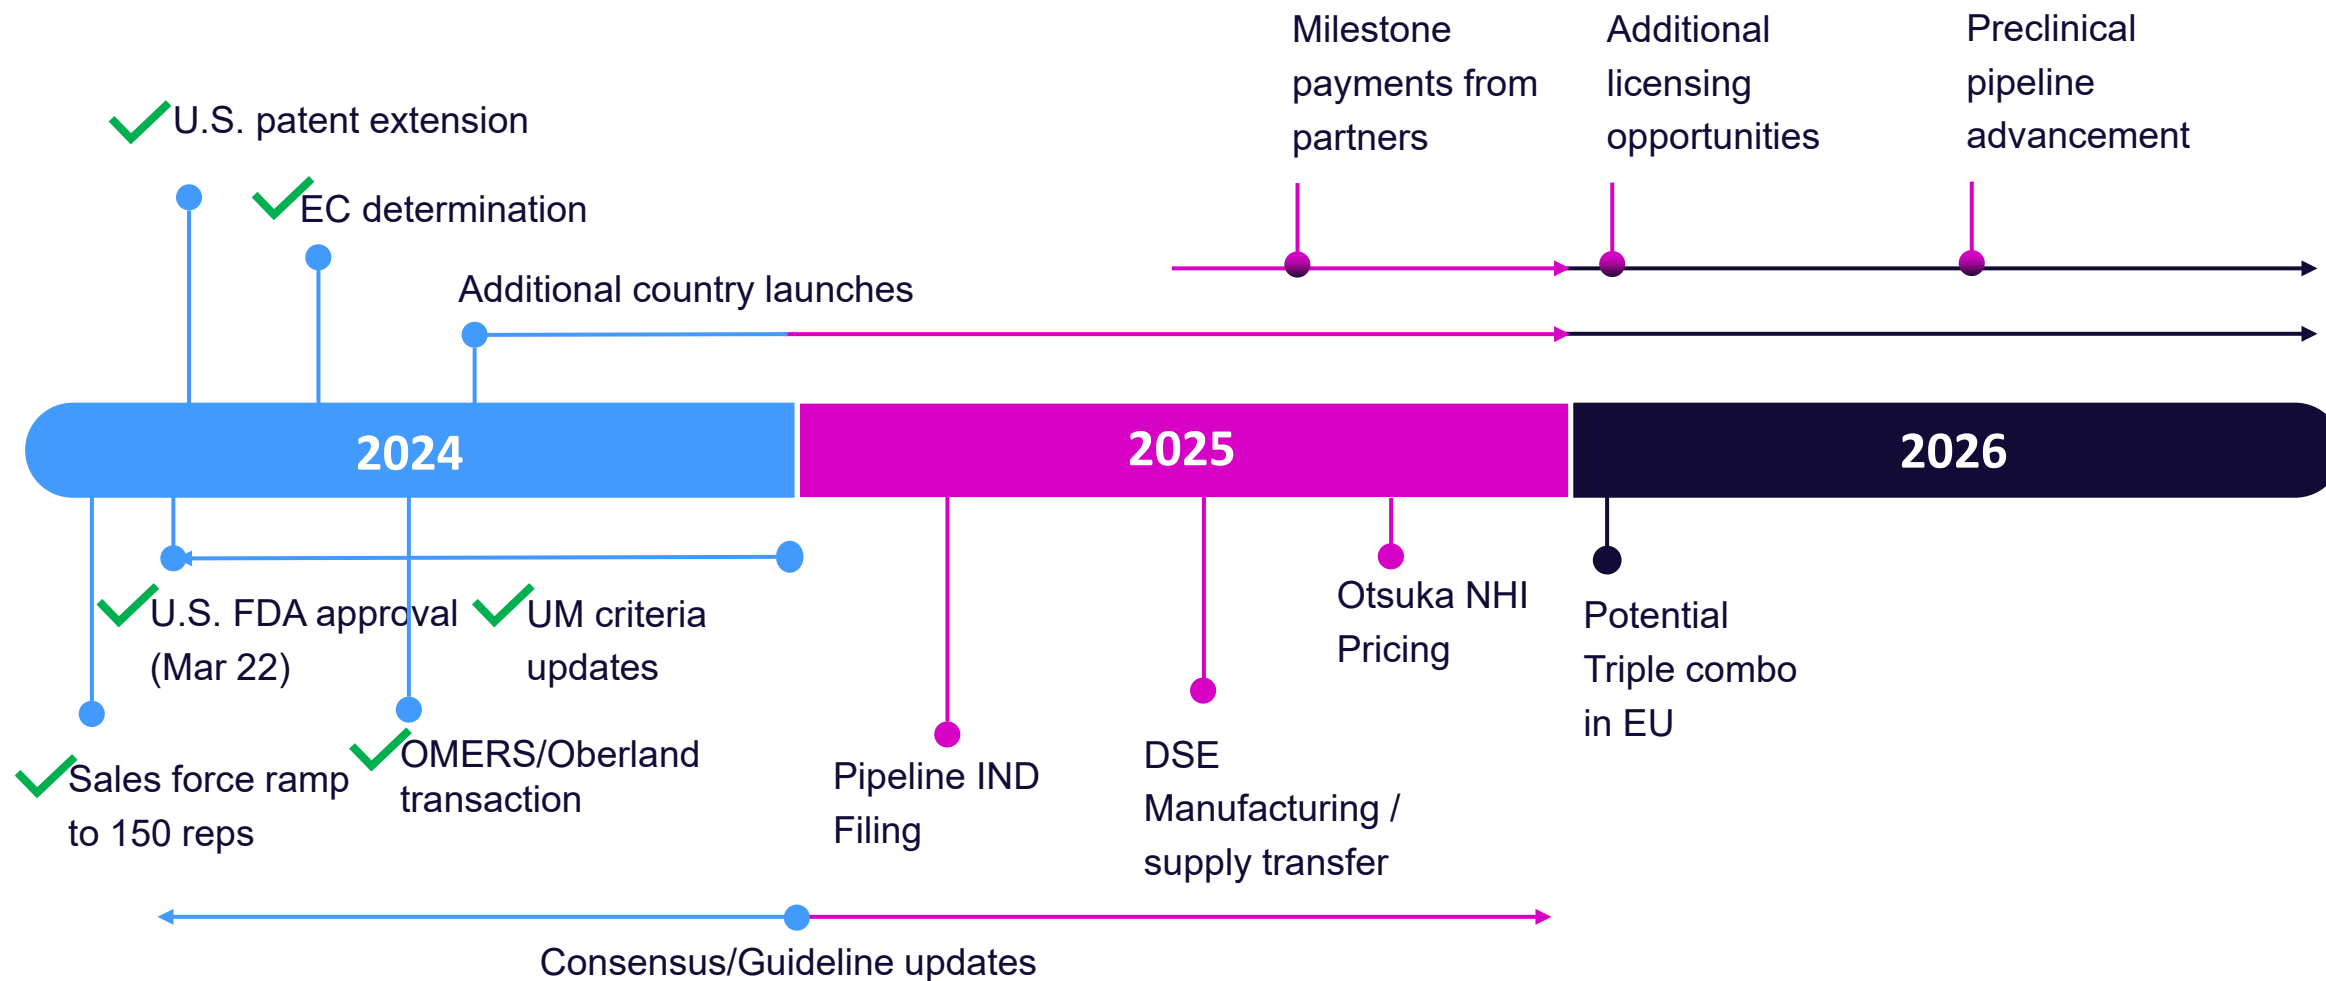 Milestone
payments from
partners
Additional
licensing
opportunities
Preclinical
pipeline
advancement
U.S. patent extension
EC determination
Additional country launches
2024
2025
2026
U.S. FDA approval
(Mar 22)
UM criteria
updates
Otsuka NHI
Pricing
Potential
Triple combo
in EU
Sales force ramp
to 150 reps
OMERS/Oberland
transaction
Pipeline IND
Filing
DSE
Manufacturing /
supply transfer
Consensus/Guideline updates